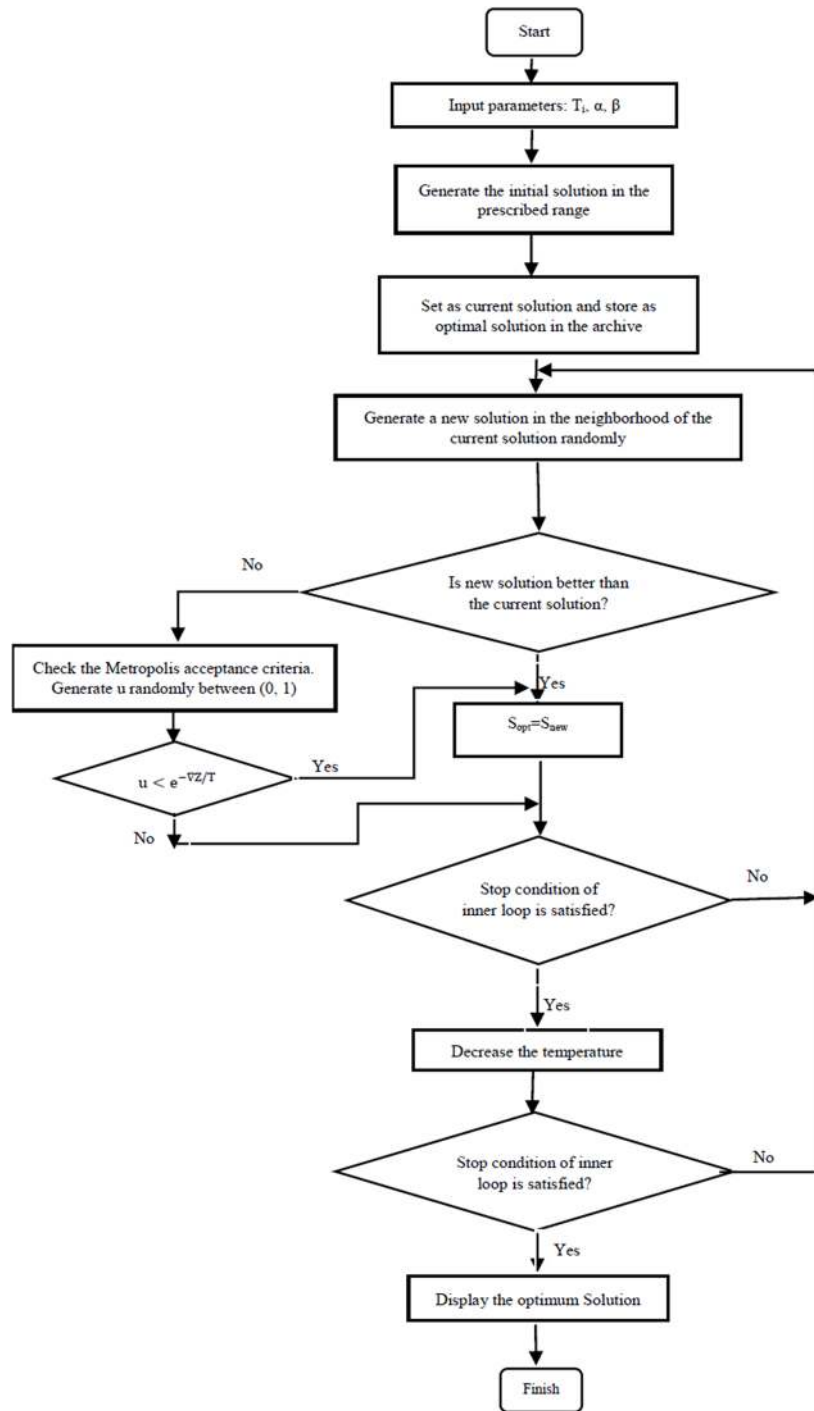 Start
Input parameters: Tᵢ, α, β
Generate the initial solution in the
prescribed range
Set as current solution and store as
optimal solution in the archive
Generate a new solution in the neighborhood of the
current solution randomly
No
Is new solution better than
the current solution?
Check the Metropolis acceptance criteria.
Generate u randomly between (0, 1)
Yes
S_opt=S_new
u < e^−∇Z/T
Yes
No
Stop condition of
inner loop is satisfied?
No
Yes
Decrease the temperature
Stop condition of inner
loop is satisfied?
No
Yes
Display the optimum Solution
Finish